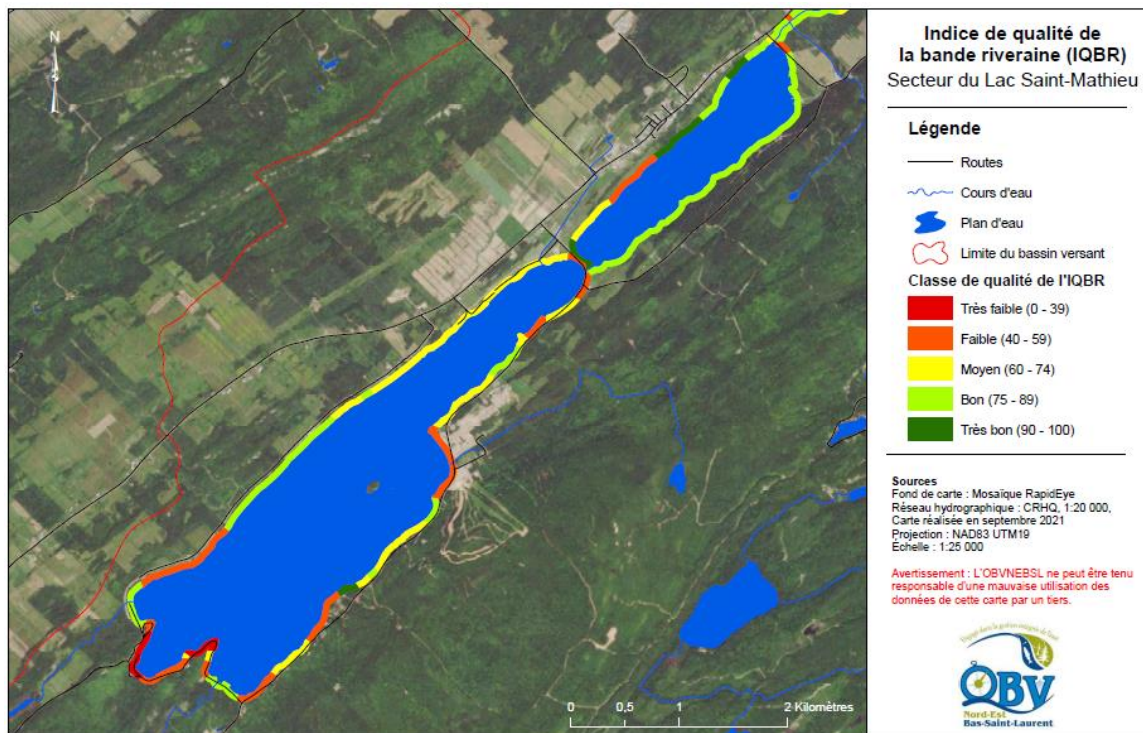 N
0 0,5 1 2 Kilomètres
Indice de qualité de
la bande riveraine (IQBR)
Secteur du Lac Saint-Mathieu
Légende
Routes
Cours d'eau
Plan d'eau
Limite du bassin versant
Classe de qualité de l'IQBR
Très faible (0 - 39)
Faible (40 - 59)
Moyen (60 - 74)
Bon (75 - 89)
Très bon (90 - 100)
Sources
Fond de carte : Mosaïque RapidEye
Réseau hydrographique : CRHQ, 1:20 000,
Carte réalisée en septembre 2021
Projection : NAD83 UTM19
Échelle : 1:25 000
Avertissement : L'OBVNEBSL ne peut être tenu
responsable d'une mauvaise utilisation des
données de cette carte par un tiers.
OBV
Nord-Est
Bas-Saint-Laurent